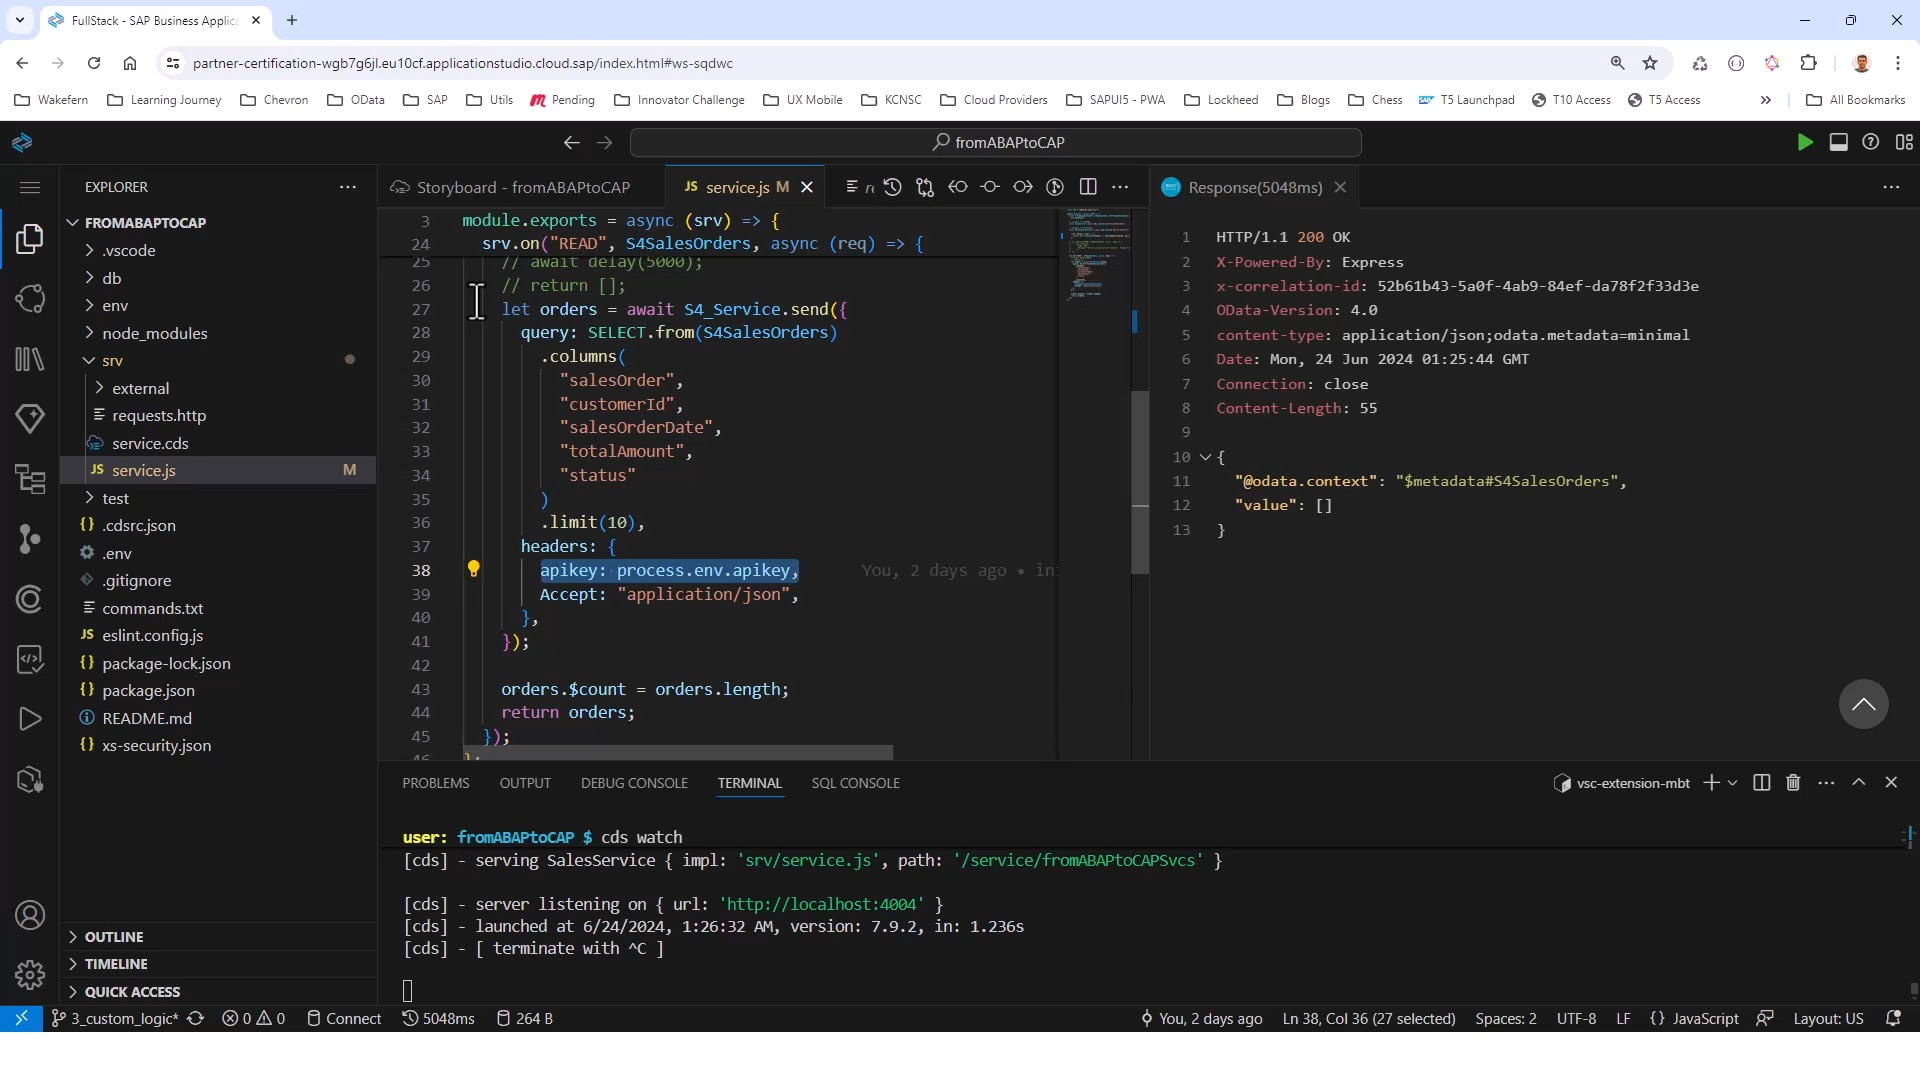 FullStack - SAP Business Applic
partner-certification-wgb7g6jl.eu10cf.applicationstudio.cloud.sap/index.html#ws-sqdwc
Wakefern
Learning Journey
Chevron
OData
SAP
Utils
Pending
Innovator Challenge
UX Mobile
KCNSC
Cloud Providers
SAPUI5 - PWA
Lockheed
Blogs
Chess
T5 Launchpad
T10 Access
T5 Access
All Bookmarks
fromABAPtoCAP
EXPLORER
FROMABAPTOCAP
.vscode
db
env
node_modules
srv
external
requests.http
service.cds
JS service.js M
test
{} .cdsrc.json
.env
.gitignore
commands.txt
JS eslint.config.js
{} package-lock.json
{} package.json
README.md
{} xs-security.json
OUTLINE
TIMELINE
QUICK ACCESS
Storyboard - fromABAPtoCAP
JS service.js M
re
3 module.exports = async (srv) => {
24 srv.on("READ", S4SalesOrders, async (req) => {
25 // await delay(5000);
26 // return [];
27 let orders = await S4_Service.send({
28 query: SELECT.from(S4SalesOrders)
29 .columns(
30 "salesOrder",
31 "customerId",
32 "salesOrderDate",
33 "totalAmount",
34 "status"
35 )
36 .limit(10),
37 headers: {
38 apikey: process.env.apikey, You, 2 days ago • in
39 Accept: "application/json",
40 },
41 });
42
43 orders.$count = orders.length;
44 return orders;
45 });
46 };
Response(5048ms)
1 HTTP/1.1 200 OK
2 X-Powered-By: Express
3 x-correlation-id: 52b61b43-5a0f-4ab9-84ef-da78f2f33d3e
4 OData-Version: 4.0
5 content-type: application/json;odata.metadata=minimal
6 Date: Mon, 24 Jun 2024 01:25:44 GMT
7 Connection: close
8 Content-Length: 55
9
10 {
11 "@odata.context": "$metadata#S4SalesOrders",
12 "value": []
13 }
PROBLEMS
OUTPUT
DEBUG CONSOLE
TERMINAL
SQL CONSOLE
vsc-extension-mbt
user: fromABAPtoCAP $ cds watch
[cds] - serving SalesService { impl: 'srv/service.js', path: '/service/fromABAPtoCAPSvcs' }
[cds] - server listening on { url: 'http://localhost:4004' }
[cds] - launched at 6/24/2024, 1:26:32 AM, version: 7.9.2, in: 1.236s
[cds] - [ terminate with ^C ]
3_custom_logic*
0
0
Connect
5048ms
264 B
You, 2 days ago
Ln 38, Col 36 (27 selected)
Spaces: 2
UTF-8
LF
{} JavaScript
Layout: US